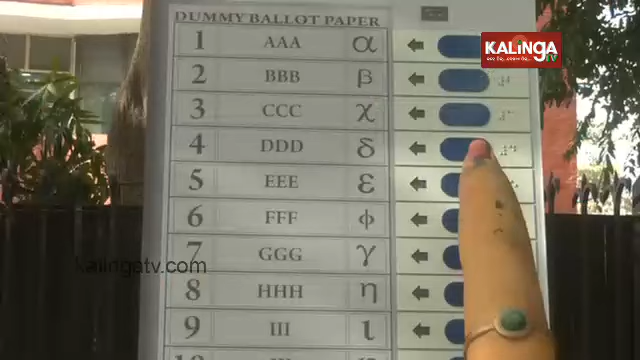 DUMMY BALLOT PAPER
1 AAA α
2 BBB β
3 CCC χ
4 DDD δ
5 EEE ε
6 FFF ϕ
7 GGG γ
8 HHH η
9 III ι
KALINGA TV
kalingatv.com